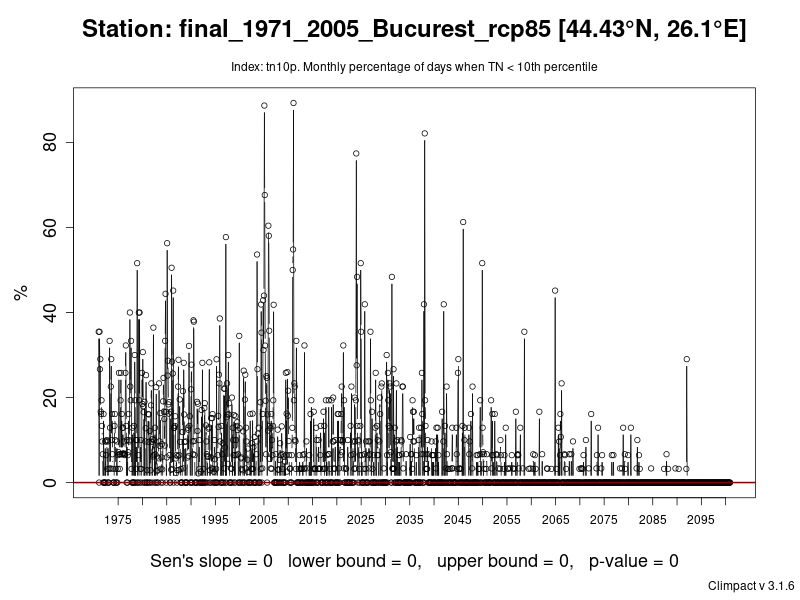 Station: final_1971_2005_Bucurest_rcp85 [44.43°N, 26.1°E]
Index: tn10p. Monthly percentage of days when TN < 10th percentile
80
60
%
40
20
0
1975 1985 1995 2005 2015 2025 2035 2045 2055 2065 2075 2085 2095
Sen's slope = 0 lower bound = 0, upper bound = 0, p-value = 0
Climpact v 3.1.6